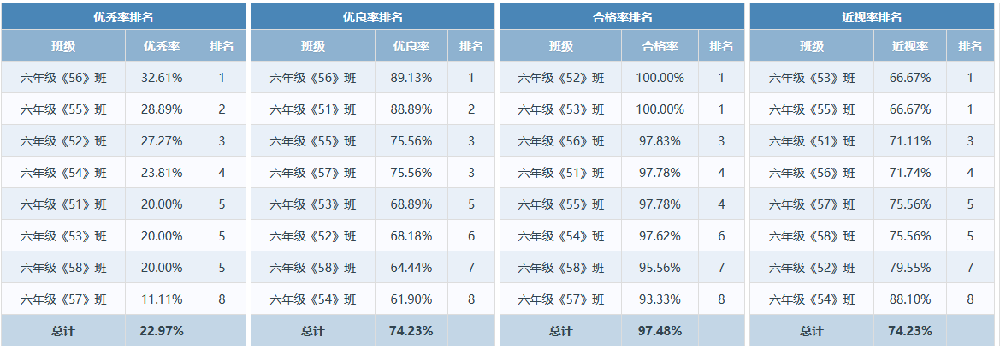 优秀率排名 优良率排名 合格率排名 近视率排名
班级 优秀率 排名 班级 优良率 排名 班级 合格率 排名 班级 近视率 排名
六年级《56》班 32.61% 1 六年级《56》班 89.13% 1 六年级《52》班 100.00% 1 六年级《53》班 66.67% 1
六年级《55》班 28.89% 2 六年级《51》班 88.89% 2 六年级《53》班 100.00% 1 六年级《55》班 66.67% 1
六年级《52》班 27.27% 3 六年级《55》班 75.56% 3 六年级《56》班 97.83% 3 六年级《51》班 71.11% 3
六年级《54》班 23.81% 4 六年级《57》班 75.56% 3 六年级《51》班 97.78% 4 六年级《56》班 71.74% 4
六年级《51》班 20.00% 5 六年级《53》班 68.89% 5 六年级《55》班 97.78% 4 六年级《57》班 75.56% 5
六年级《53》班 20.00% 5 六年级《52》班 68.18% 6 六年级《54》班 97.62% 6 六年级《58》班 75.56% 5
六年级《58》班 20.00% 5 六年级《58》班 64.44% 7 六年级《58》班 95.56% 7 六年级《52》班 79.55% 7
六年级《57》班 11.11% 8 六年级《54》班 61.90% 8 六年级《57》班 93.33% 8 六年级《54》班 88.10% 8
总计 22.97% 总计 74.23% 总计 97.48% 总计 74.23%